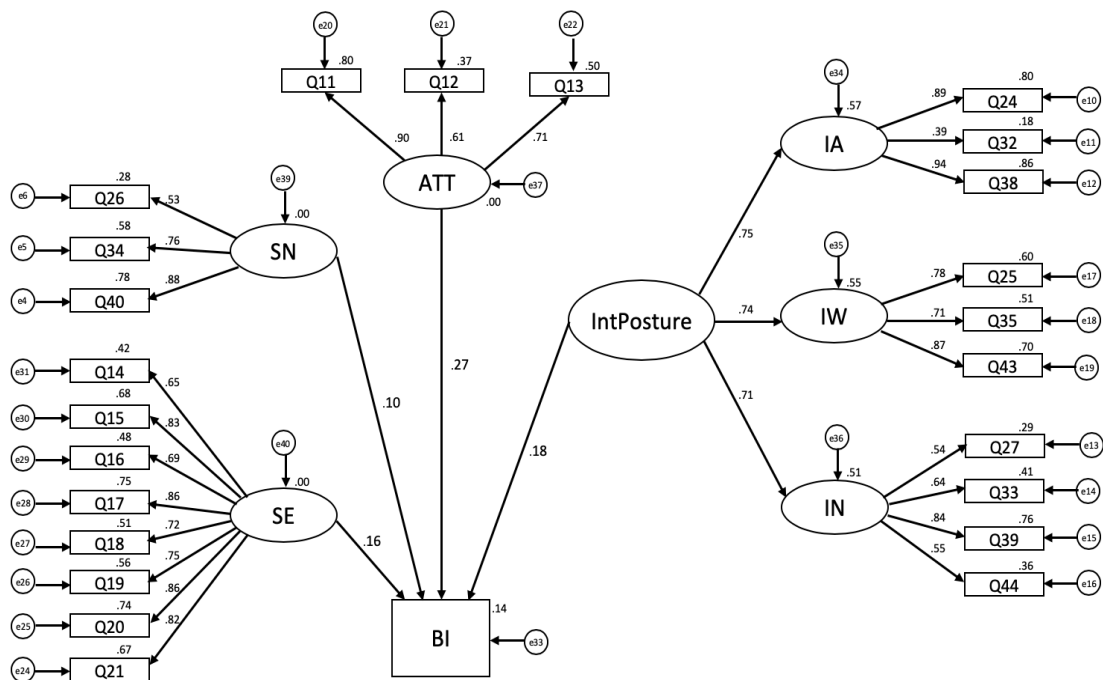 e20
e21
e22
.80
.37
.50
Q11
Q12
Q13
.90
.61
.71
ATT
.00
e37
e6
.28
Q26
.53
e5
.58
Q34
.76
e4
.78
Q40
.88
e39
.00
SN
e31
.42
Q14
.65
e30
.68
Q15
.83
e29
.48
Q16
.69
e28
.75
Q17
.86
e27
.51
Q18
.72
e26
.56
Q19
.75
e25
.74
Q20
.86
e24
.67
Q21
.82
e40
.00
SE
.16
.10
.27
.18
.14
BI
e33
IntPosture
.75
.74
.71
e34
.57
IA
.89
.80
Q24
e10
.39
.18
Q32
e11
.94
.86
Q38
e12
e35
.55
IW
.78
.60
Q25
e17
.71
.51
Q35
e18
.87
.70
Q43
e19
e36
.51
IN
.54
.29
Q27
e13
.64
.41
Q33
e14
.84
.76
Q39
e15
.55
.36
Q44
e16